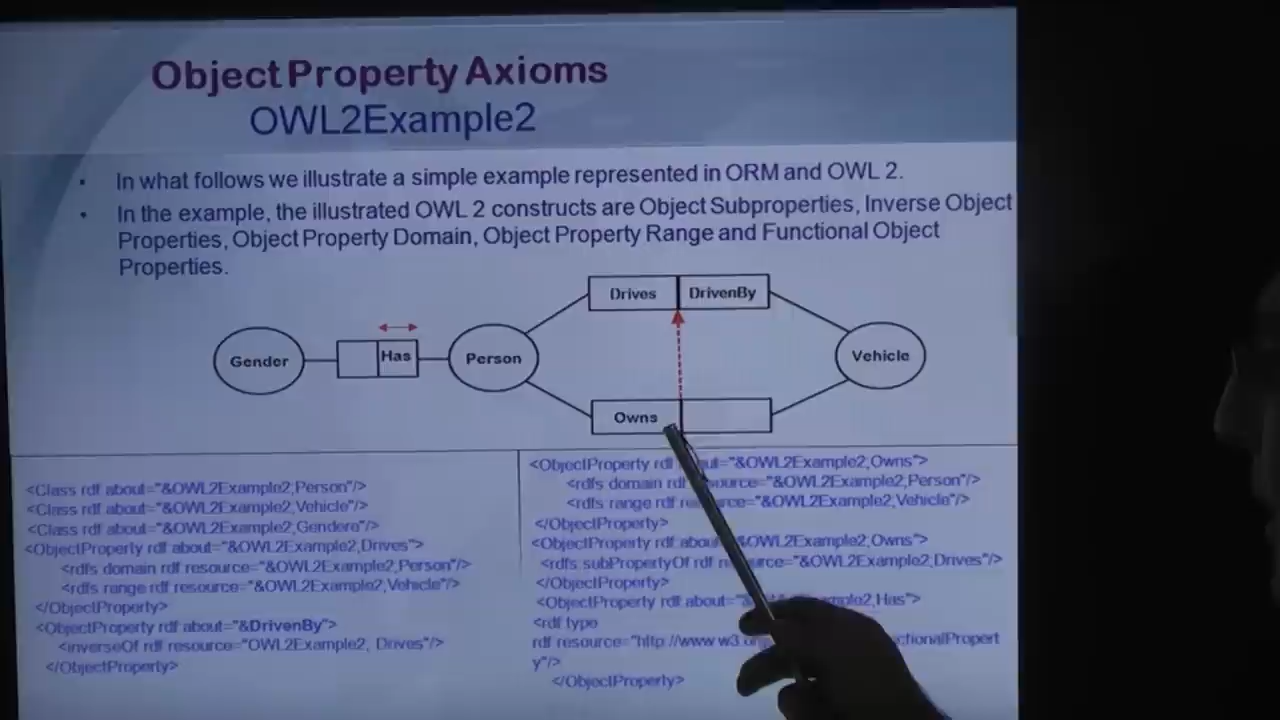 Object Property Axioms
OWL2Example2
• In what follows we illustrate a simple example represented in ORM and OWL 2.
• In the example, the illustrated OWL 2 constructs are Object Subproperties, Inverse Object
Properties, Object Property Domain, Object Property Range and Functional Object
Properties.
Drives DrivenBy
Gender Has Person Vehicle
Owns
<Class rdf about="&OWL2Example2;Person"/>
<Class rdf about="&OWL2Example2;Vehicle"/>
<Class rdf about="&OWL2Example2;Gendere"/>
<ObjectProperty rdf about="&OWL2Example2;Drives">
<rdfs domain rdf resource="&OWL2Example2;Person"/>
<rdfs range rdf resource="&OWL2Example2;Vehicle"/>
</ObjectProperty>
<ObjectProperty rdf about="&DrivenBy">
<inverseOf rdf resource="OWL2Example2, Drives"/>
</ObjectProperty>
<ObjectProperty rdf about="&OWL2Example2;Owns">
<rdfs domain rdf resource="&OWL2Example2;Person"/>
<rdfs range rdf resource="&OWL2Example2;Vehicle"/>
</ObjectProperty>
<ObjectProperty rdf about="&OWL2Example2;Owns">
<rdfs subPropertyOf rdf resource="&OWL2Example2;Drives"/>
</ObjectProperty>
<ObjectProperty rdf about="&OWL2Example2;Has">
<rdf type
rdf resource="http://www w3 org ctionalPropert
y"/>
</ObjectProperty>